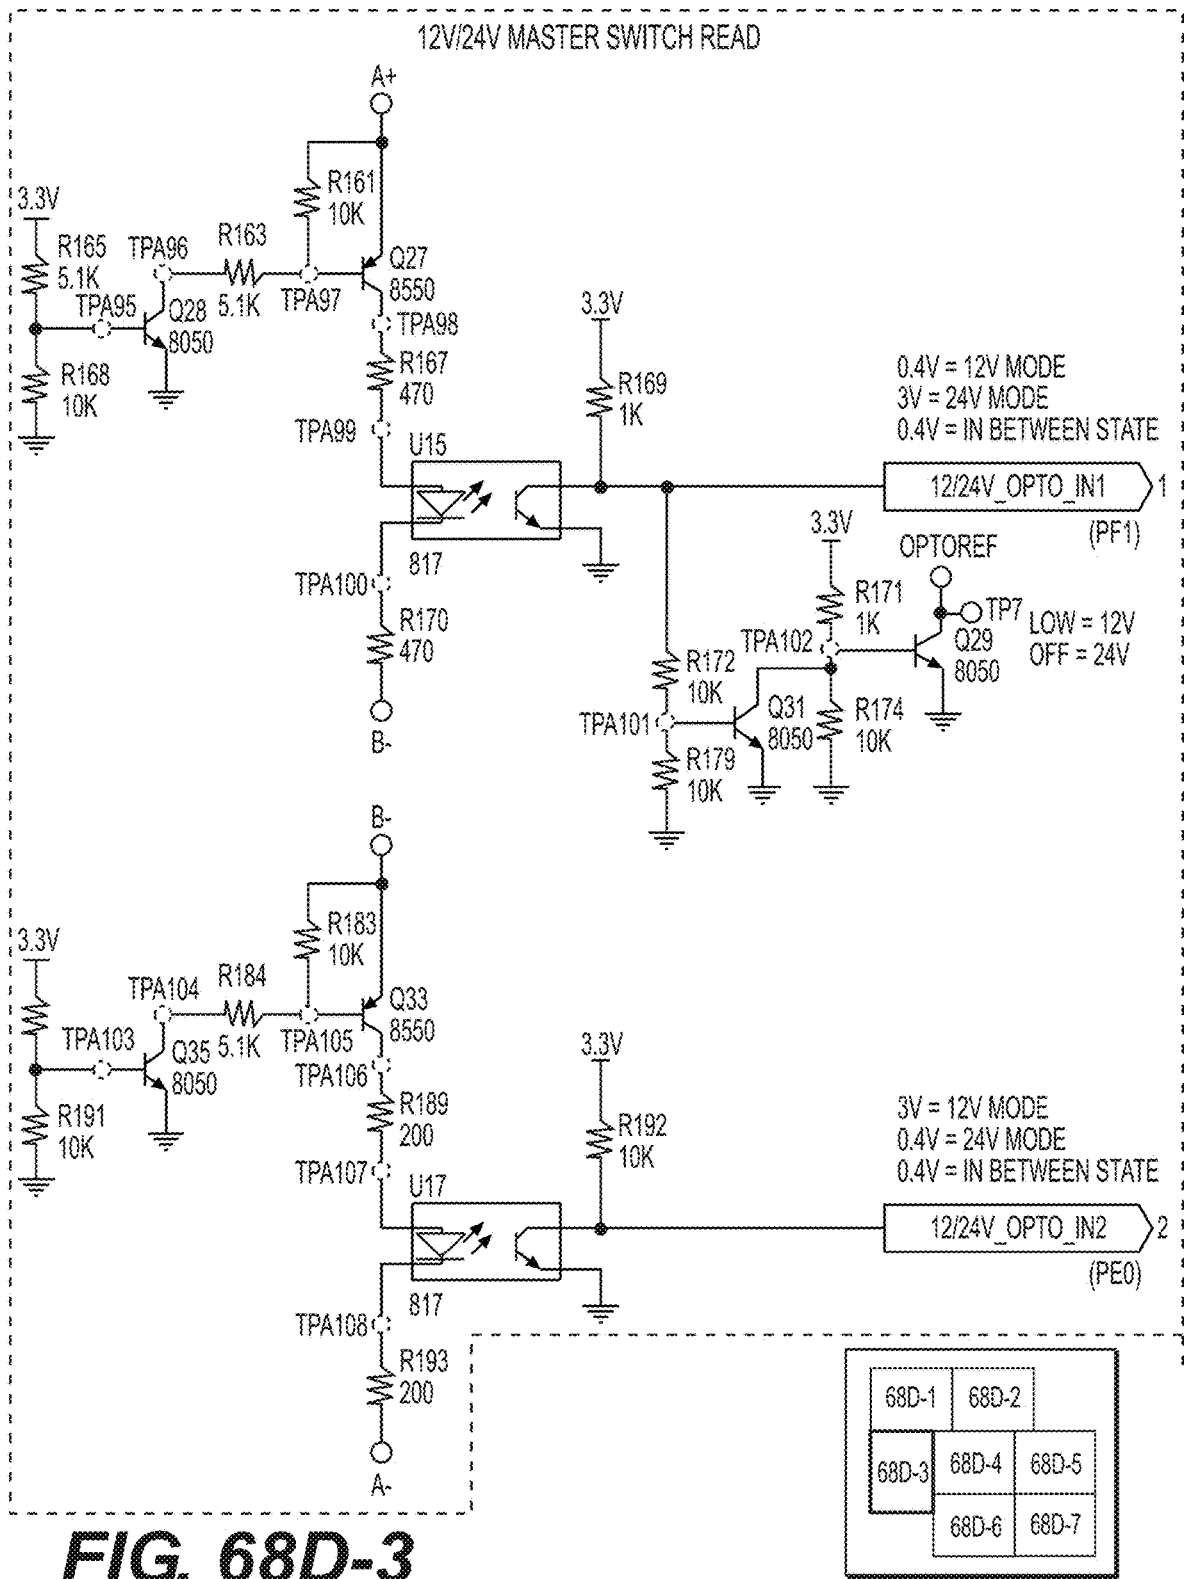 12V/24V MASTER SWITCH READ
A+
R161
10K
3.3V
R165
5.1K
TPA96
R163
5.1K
TPA97
Q27
8550
TPA95
Q28
8050
TPA98
R168
10K
R167
470
TPA99
3.3V
R169
1K
0.4V = 12V MODE
3V = 24V MODE
0.4V = IN BETWEEN STATE
U15
12/24V_OPTO_IN1
1
(PF1)
817
TPA100
R170
470
B-
3.3V
OPTOREF
R171
1K
TP7
TPA102
Q29
8050
LOW = 12V
OFF = 24V
R172
10K
TPA101
Q31
8050
R174
10K
R179
10K
B-
R183
10K
3.3V
TPA104
R184
5.1K
TPA105
Q33
8550
TPA103
Q35
8050
TPA106
R191
10K
R189
200
TPA107
3.3V
R192
10K
3V = 12V MODE
0.4V = 24V MODE
0.4V = IN BETWEEN STATE
U17
12/24V_OPTO_IN2
2
(PE0)
817
TPA108
R193
200
A-
68D-1
68D-2
68D-3
68D-4
68D-5
68D-6
68D-7
FIG. 68D-3